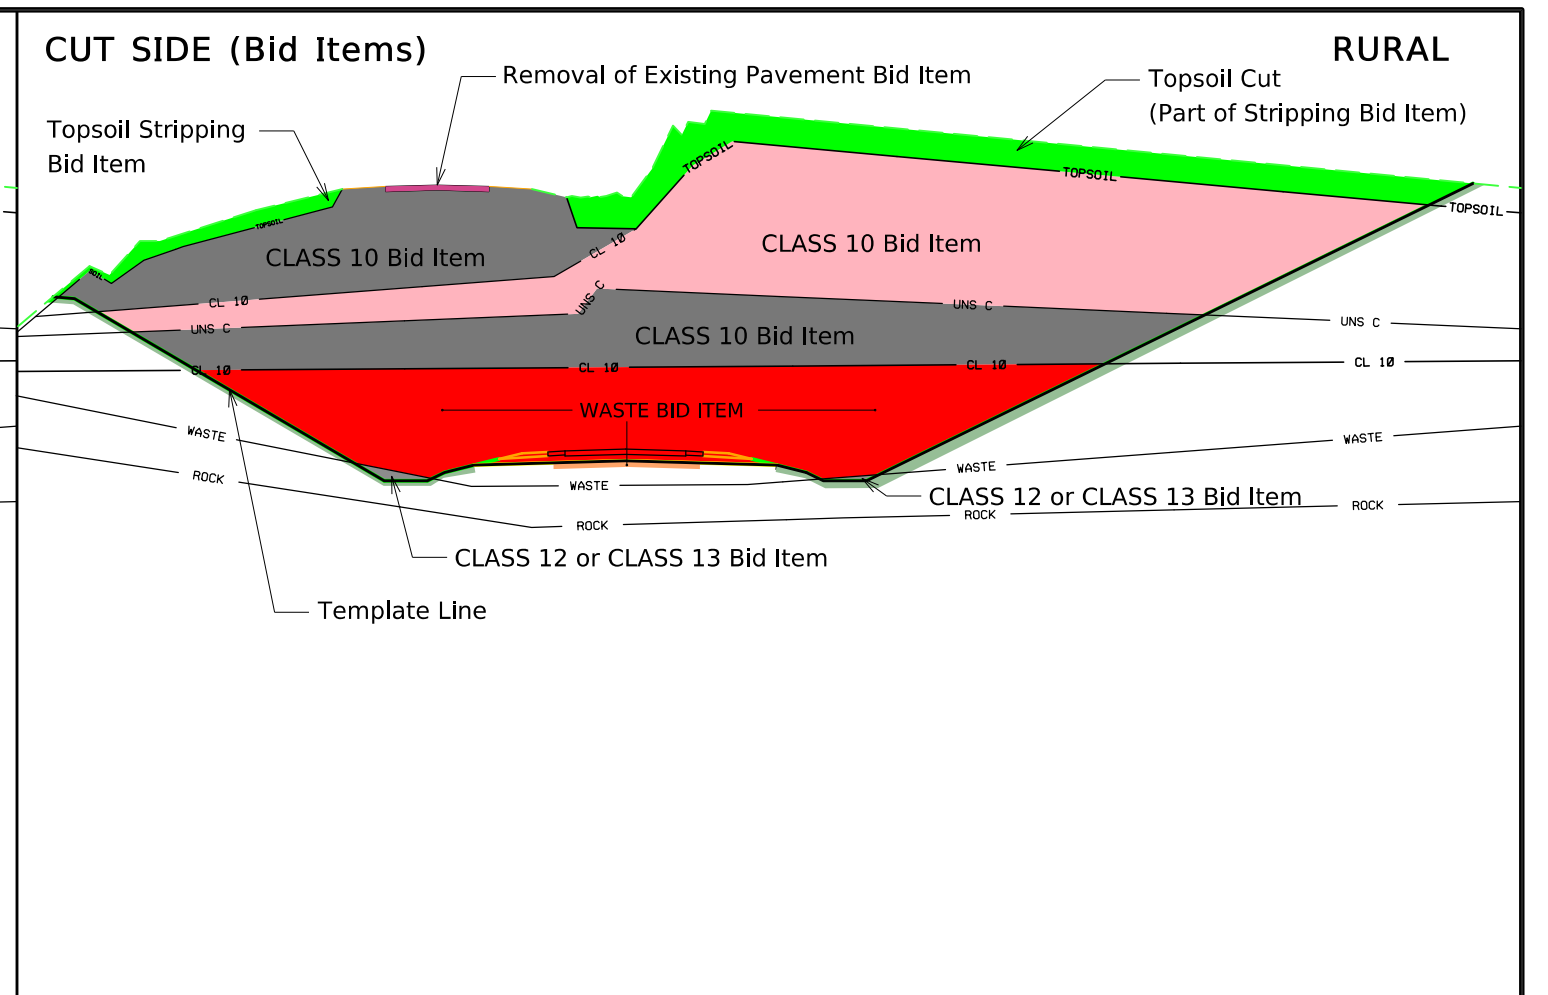 CUT SIDE (Bid Items)
RURAL
Removal of Existing Pavement Bid Item
Topsoil Cut
(Part of Stripping Bid Item)
Topsoil Stripping
Bid Item
TOPSOIL
TOPSOIL
TOPSOIL
TOPSOIL
CLASS 10 Bid Item
CLASS 10 Bid Item
CL 10
SOIL
CL 10
UNS C
UNS C
UNS C
UNS C
CLASS 10 Bid Item
CL 10
CL 10
CL 10
CL 10
WASTE BID ITEM
WASTE
WASTE
WASTE
WASTE
ROCK
CLASS 12 or CLASS 13 Bid Item
ROCK
ROCK
ROCK
CLASS 12 or CLASS 13 Bid Item
Template Line